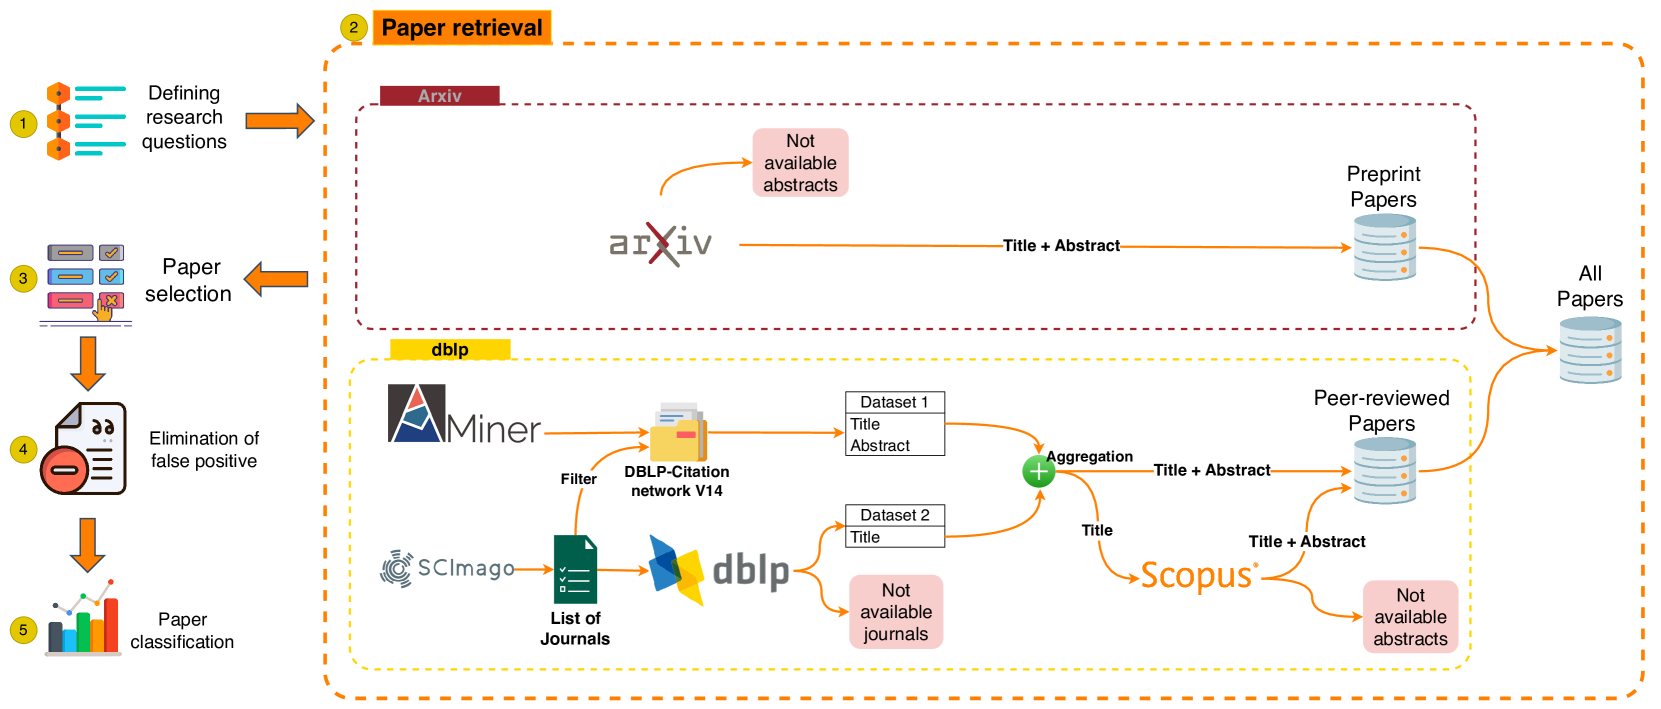 2
Paper retrieval
1
Defining
research
questions
Arxiv
Not
available
abstracts
arXiv
Title + Abstract
Preprint
Papers
All
Papers
3
Paper
selection
dblp
AMiner
DBLP-Citation
network V14
Filter
Dataset 1
Title
Abstract
Aggregation
Title + Abstract
Peer-reviewed
Papers
4
Elimination of
false positive
SCImago
List of
Journals
dblp
Dataset 2
Title
Not
available
journals
Title
Scopus
Title + Abstract
Not
available
abstracts
5
Paper
classification